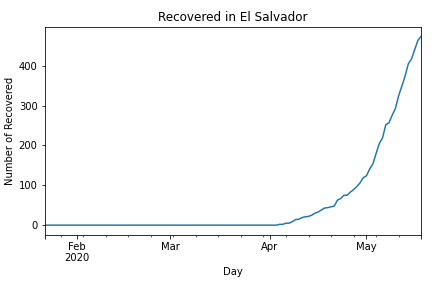 Recovered in El Salvador
Number of Recovered
400
300
200
100
0
Feb
2020
Mar
Apr
May
Day